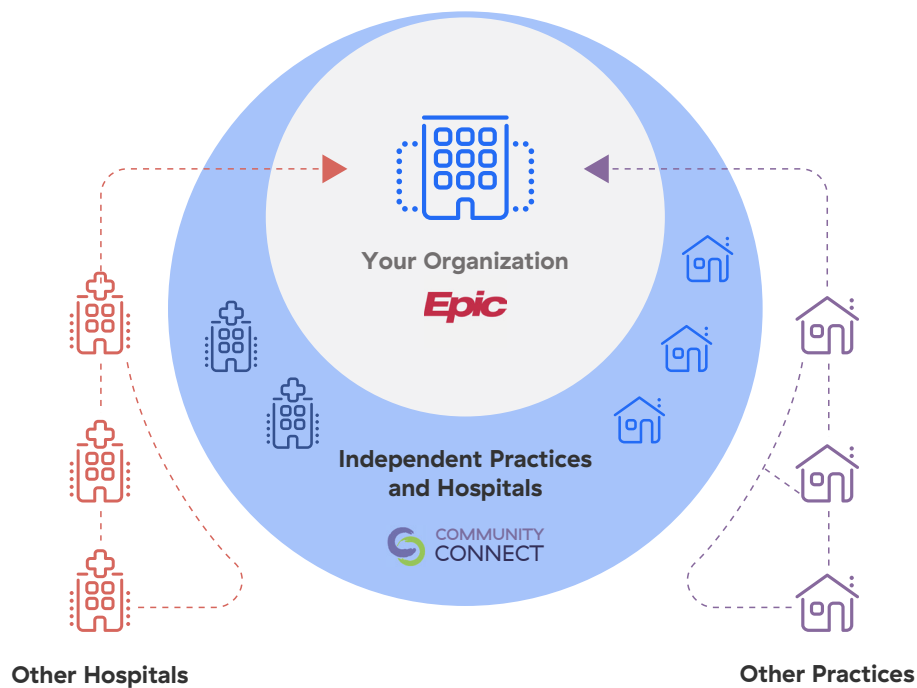 Your Organization
Epic
Independent Practices
and Hospitals
COMMUNITY
CONNECT
Other Hospitals
Other Practices